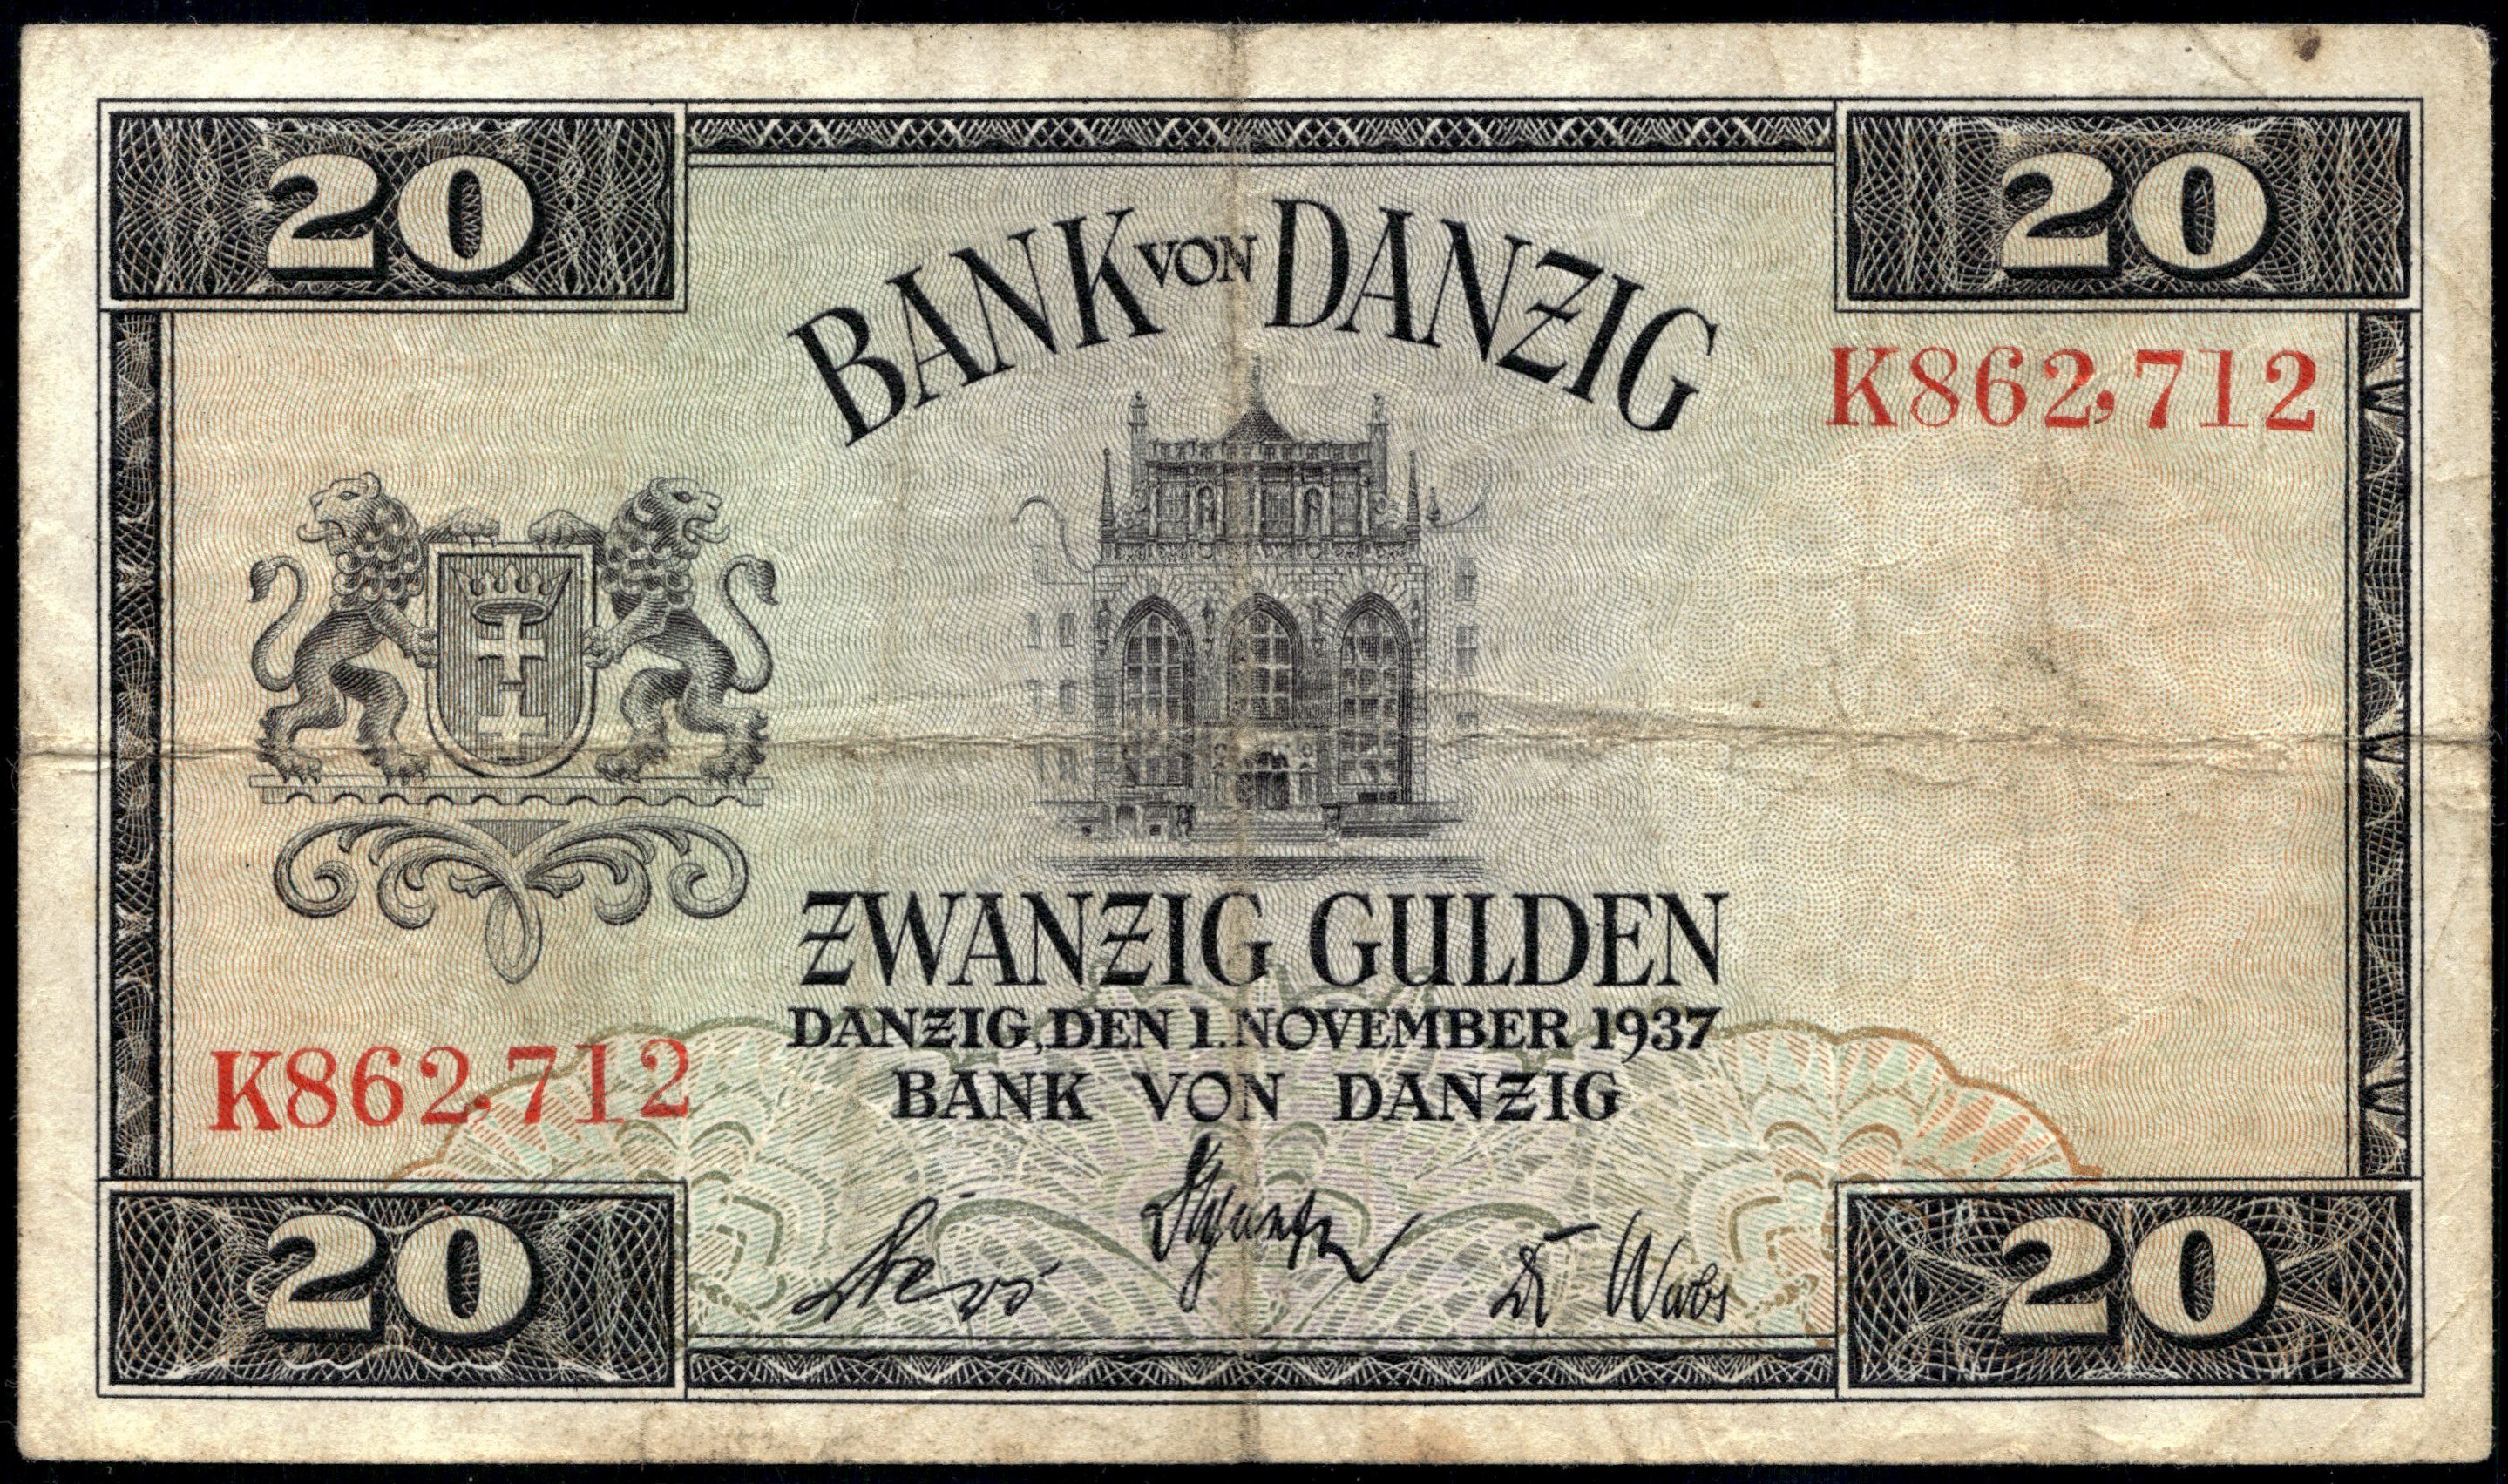 20
20
BANK VON DANZIG
K862,712
ZWANZIG GULDEN
DANZIG, DEN 1. NOVEMBER 1937
K862,712
BANK VON DANZIG
20
20